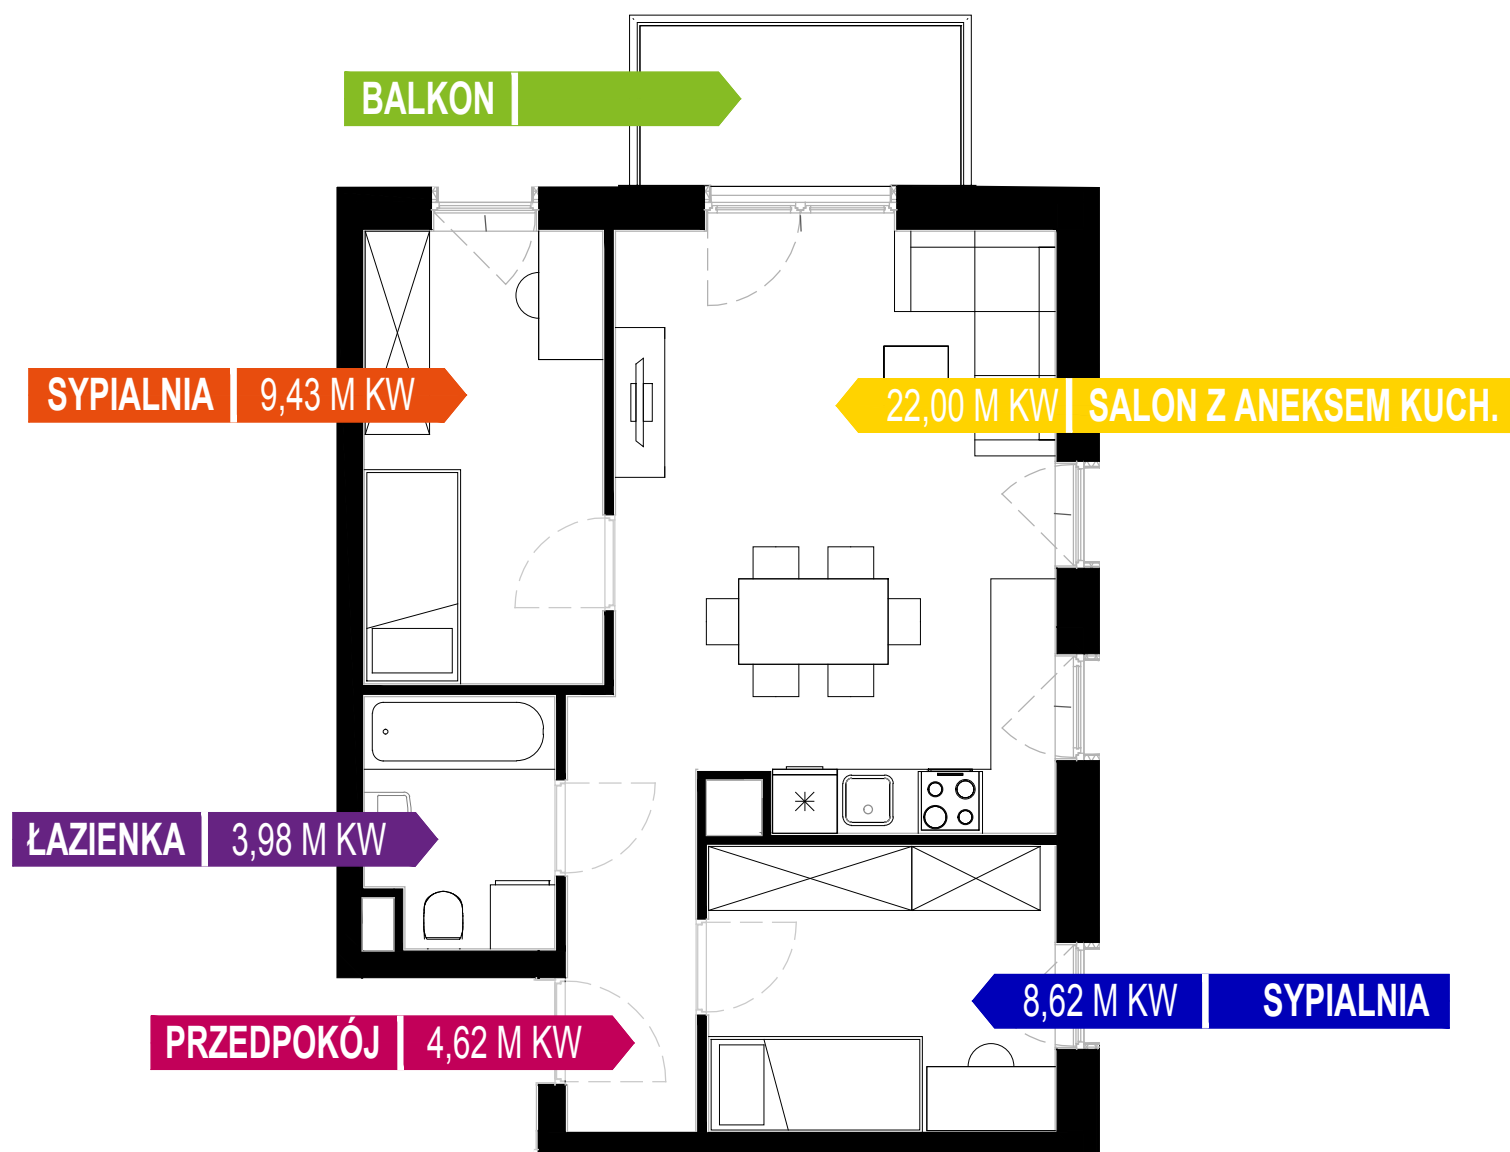 BALKON
SYPIALNIA 9,43 M KW
22,00 M KW SALON Z ANEKSEM KUCH.
ŁAZIENKA 3,98 M KW
8,62 M KW SYPIALNIA
PRZEDPOKÓJ 4,62 M KW